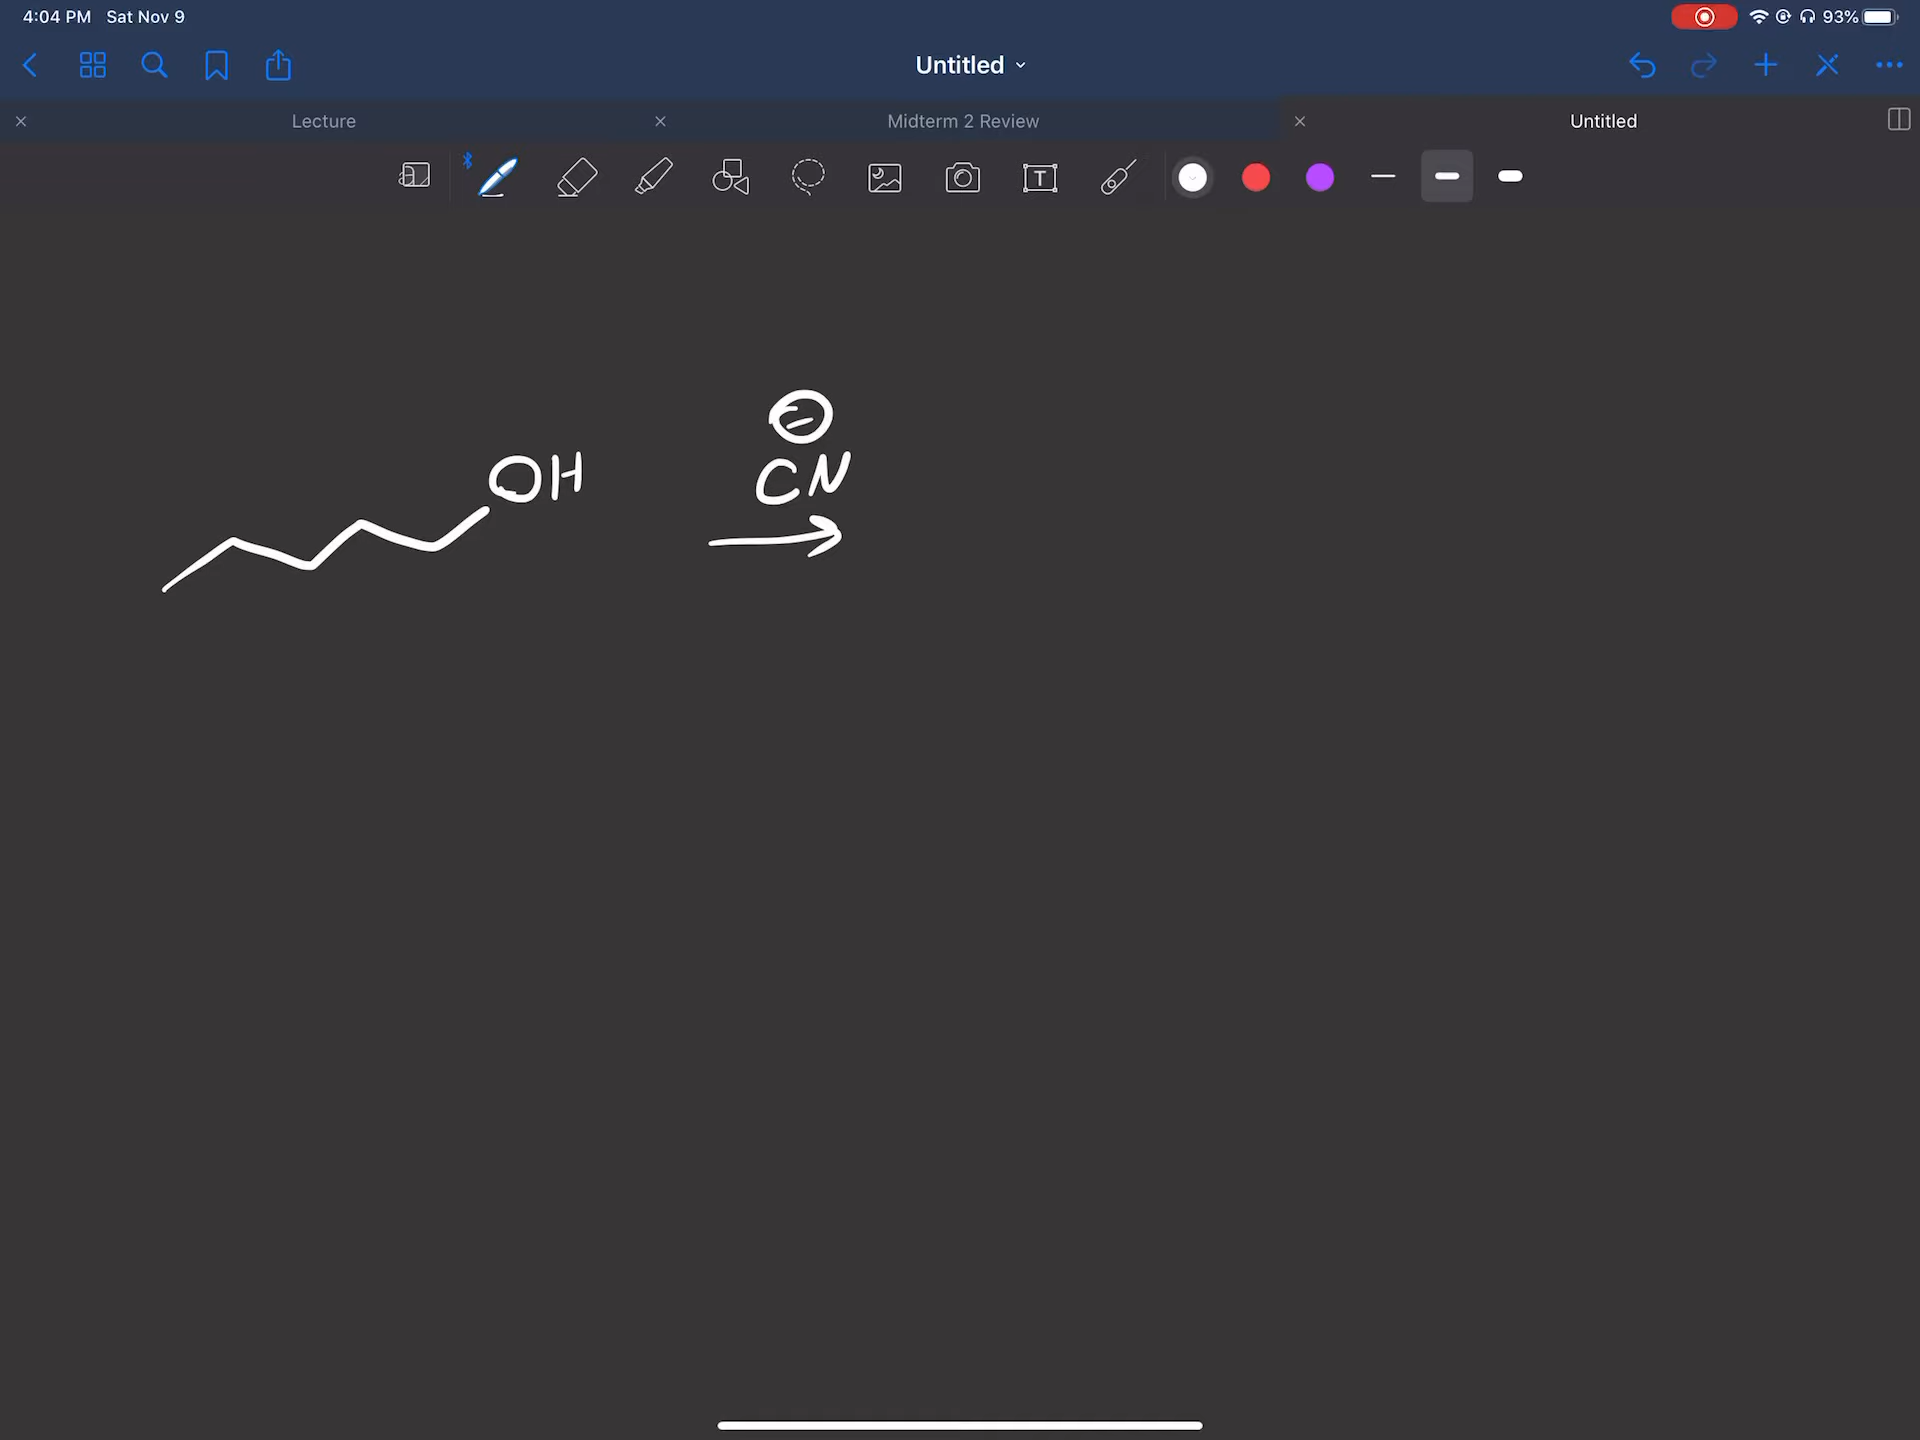 4:04 PM Sat Nov 9
93%
Untitled
Lecture
Midterm 2 Review
Untitled
T
OH
⊖
CN